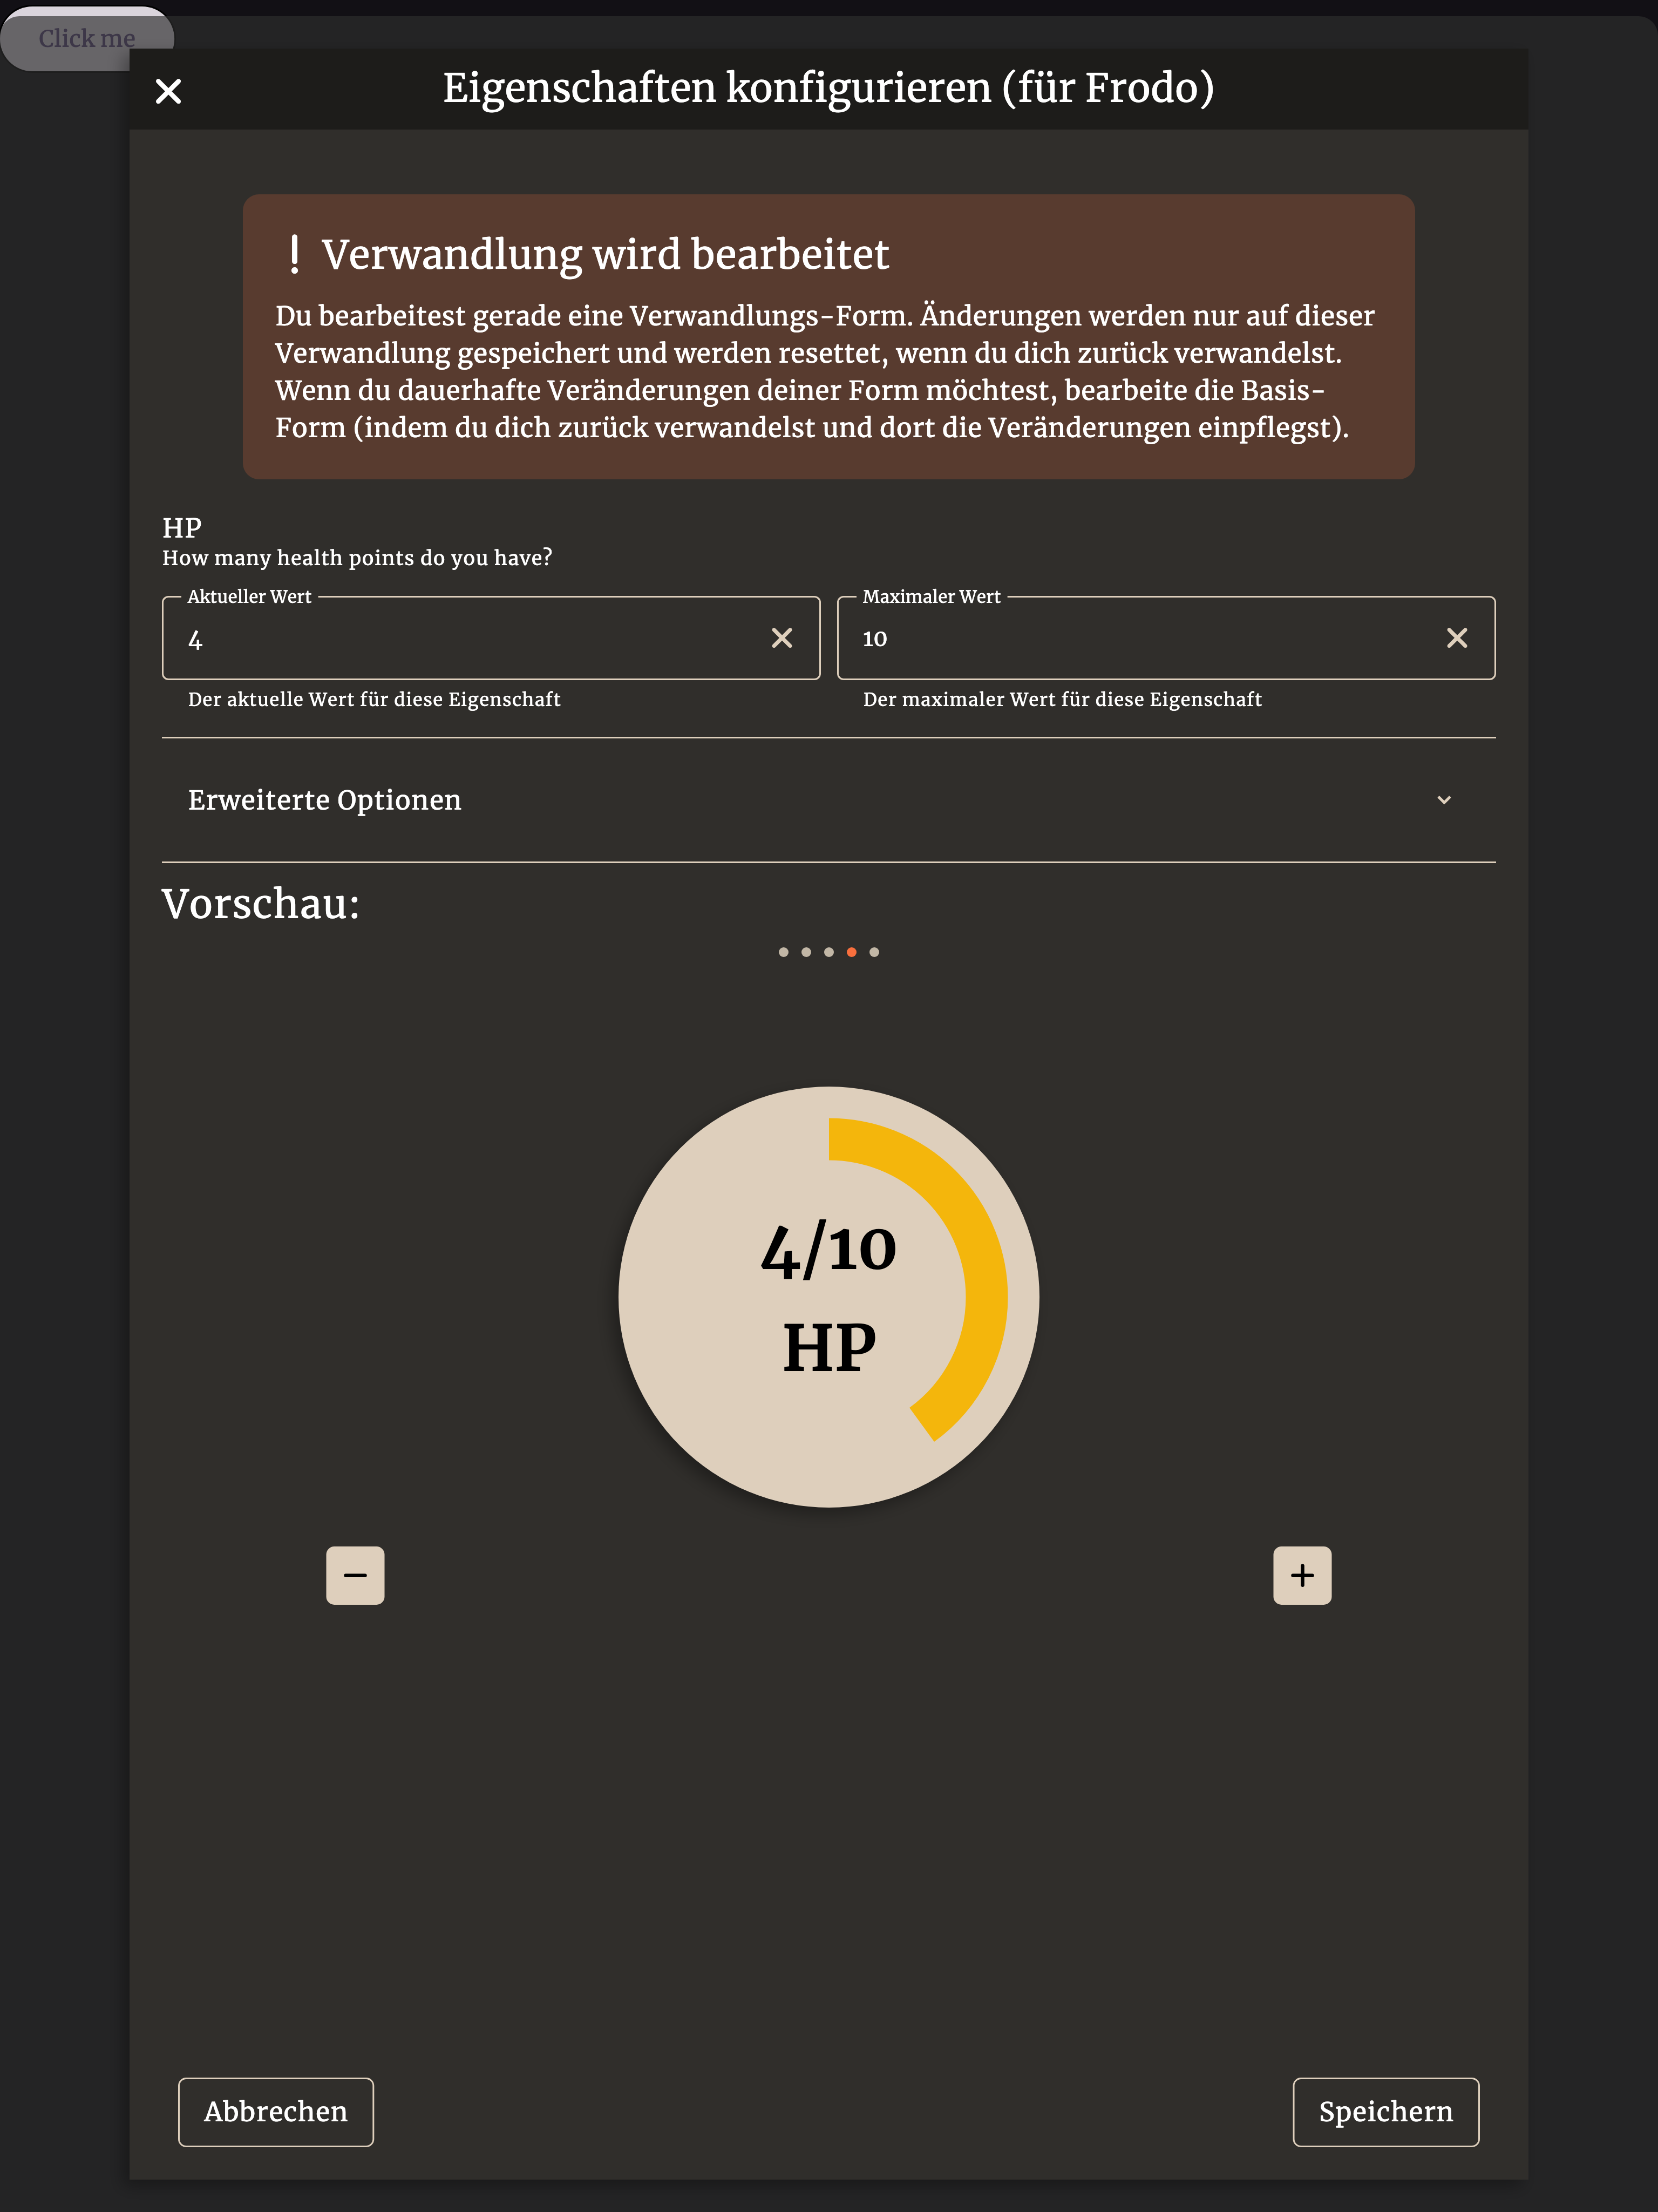 Click me
Eigenschaften konfigurieren (für Frodo)
! Verwandlung wird bearbeitet
Du bearbeitest gerade eine Verwandlungs-Form. Änderungen werden nur auf dieser
Verwandlung gespeichert und werden resettet, wenn du dich zurück verwandelst.
Wenn du dauerhafte Veränderungen deiner Form möchtest, bearbeite die Basis-
Form (indem du dich zurück verwandelst und dort die Veränderungen einpflegst).
HP
How many health points do you have?
Aktueller Wert
4
Der aktuelle Wert für diese Eigenschaft
Maximaler Wert
10
Der maximaler Wert für diese Eigenschaft
Erweiterte Optionen
Vorschau:
4/10
HP
Abbrechen
Speichern